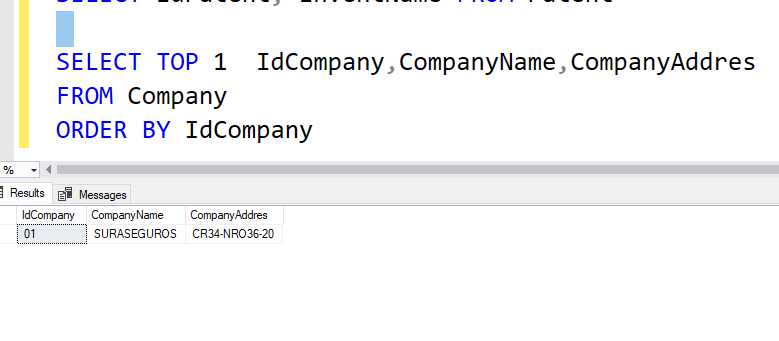 SELECT TOP 1  IdCompany,CompanyName,CompanyAddres
FROM Company
ORDER BY IdCompany
%
Results Messages
IdCompany CompanyName CompanyAddres
01 SURASEGUROS CR34-NRO36-20